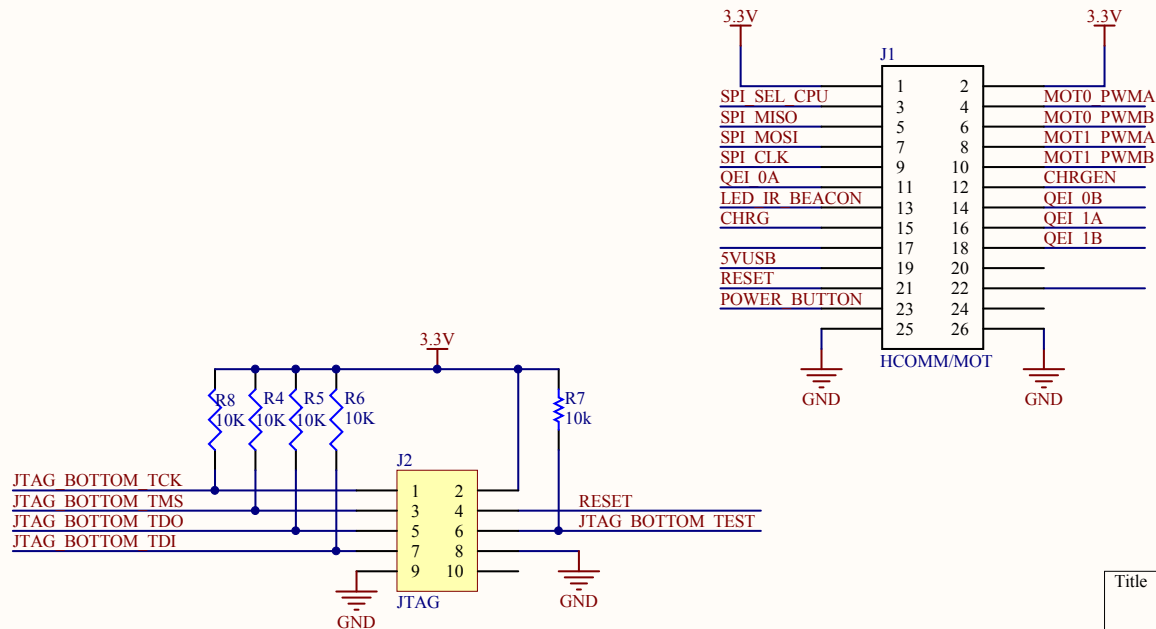 3.3V 3.3V
J1
1 2
SPI_SEL_CPU 3 4 MOT0_PWMA
SPI_MISO 5 6 MOT0_PWMB
SPI_MOSI 7 8 MOT1_PWMA
SPI_CLK 9 10 MOT1_PWMB
QEI_0A 11 12 CHRGEN
LED_IR_BEACON 13 14 QEI_0B
CHRG 15 16 QEI_1A
17 18 QEI_1B
5VUSB 19 20
RESET 21 22
POWER_BUTTON 23 24
25 26
HCOMM/MOT
GND GND
3.3V
R8 R4 R5 R6 R7
10K 10K 10K 10K 10k
J2
JTAG_BOTTOM_TCK 1 2
JTAG_BOTTOM_TMS 3 4 RESET
JTAG_BOTTOM_TDO 5 6 JTAG_BOTTOM_TEST
JTAG_BOTTOM_TDI 7 8
9 10
JTAG
GND GND
Title